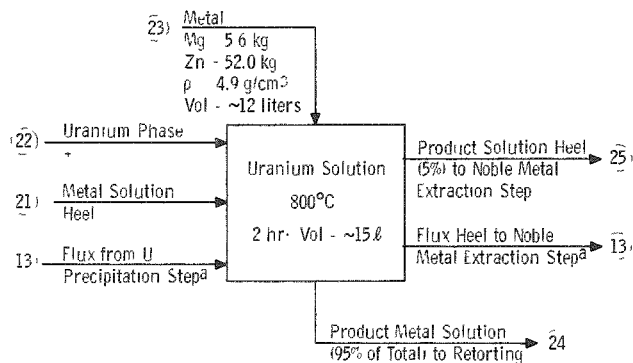 23) Metal
Mg 5 6 kg
Zn - 52.0 kg
ρ 4.9 g/cm3
Vol - ~12 liters
(22) Uranium Phase
+
21) Metal Solution
Heel
13) Flux from U
Precipitation Stepa
Uranium Solution
800°C
2 hr· Vol - ~15ℓ
Product Solution Heel
(5%) to Noble Metal
Extraction Step
25)
Flux Heel to Noble
Metal Extraction Stepa
13)
Product Metal Solution
(95% of Total) to Retorting
24